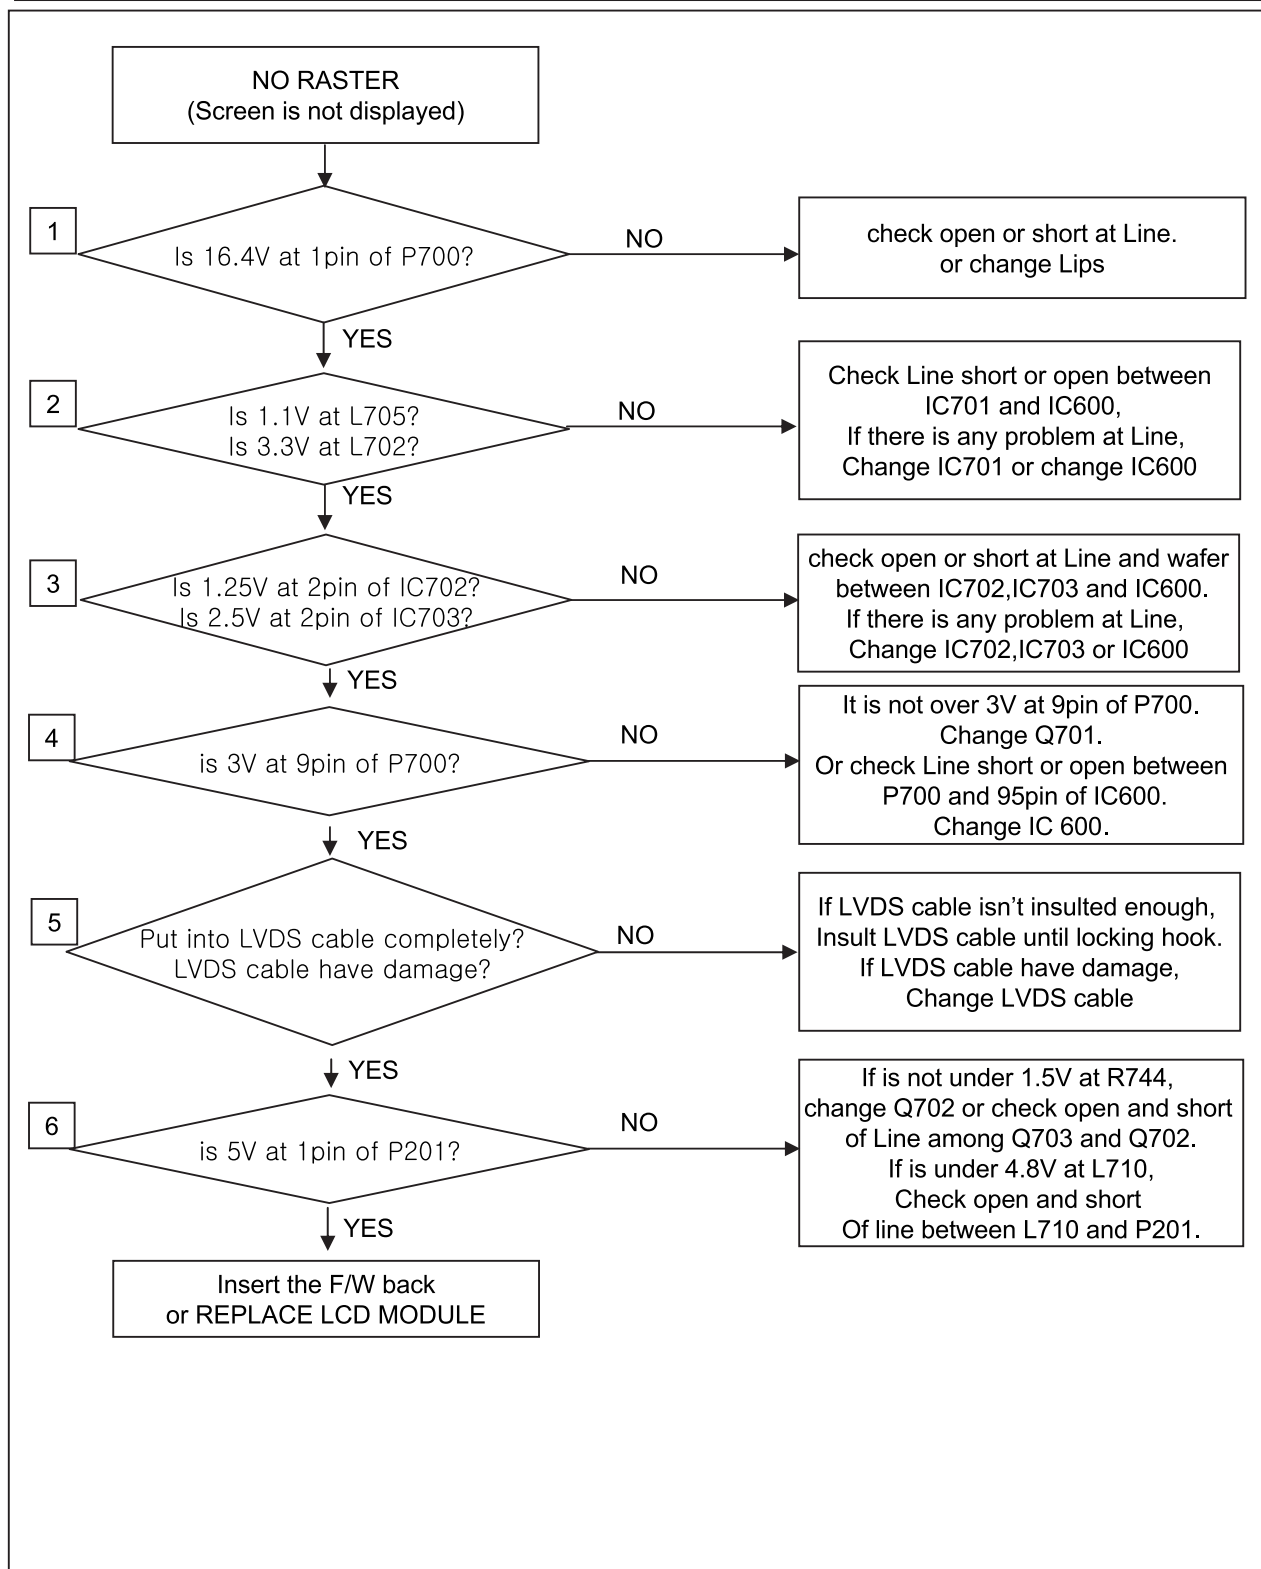 NO RASTER
(Screen is not displayed)
1
Is 16.4V at 1pin of P700?
NO
check open or short at Line.
or change Lips
YES
2
Is 1.1V at L705?
Is 3.3V at L702?
NO
Check Line short or open between
IC701 and IC600,
If there is any problem at Line,
Change IC701 or change IC600
YES
3
Is 1.25V at 2pin of IC702?
Is 2.5V at 2pin of IC703?
NO
check open or short at Line and wafer
between IC702,IC703 and IC600.
If there is any problem at Line,
Change IC702,IC703 or IC600
YES
4
is 3V at 9pin of P700?
NO
It is not over 3V at 9pin of P700.
Change Q701.
Or check Line short or open between
P700 and 95pin of IC600.
Change IC 600.
YES
5
Put into LVDS cable completely?
LVDS cable have damage?
NO
If LVDS cable isn’t insulted enough,
Insult LVDS cable until locking hook.
If LVDS cable have damage,
Change LVDS cable
YES
6
is 5V at 1pin of P201?
NO
If is not under 1.5V at R744,
change Q702 or check open and short
of Line among Q703 and Q702.
If is under 4.8V at L710,
Check open and short
Of line between L710 and P201.
YES
Insert the F/W back
or REPLACE LCD MODULE